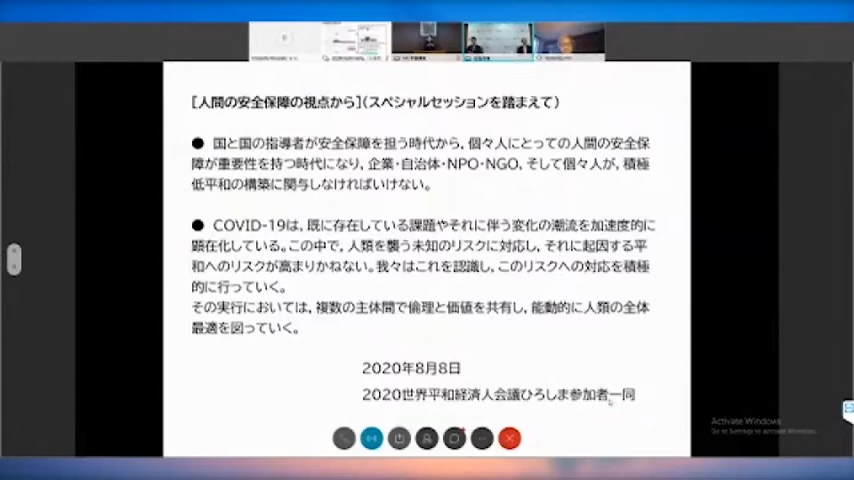 [人間の安全保障の視点から](スペシャルセッションを踏まえて)
● 国と国の指導者が安全保障を担う時代から,個々人にとっての人間の安全保
障が重要性を持つ時代になり,企業・自治体・NPO・NGO,そして個々人が,積極
低平和の構築に関与しなければいけない。
● COVID-19は,既に存在している課題やそれに伴う変化の潮流を加速度的に
顕在化している。この中で,人類を襲う未知のリスクに対応し,それに起因する平
和へのリスクが高まりかねない。我々はこれを認識し,このリスクへの対応を積極
的に行っていく。
その実行においては,複数の主体間で倫理と価値を共有し,能動的に人類の全体
最適を図っていく。
2020年8月8日
2020世界平和経済人会議ひろしま参加者一同
Activate Windows
Go to Settings to activate Windows.